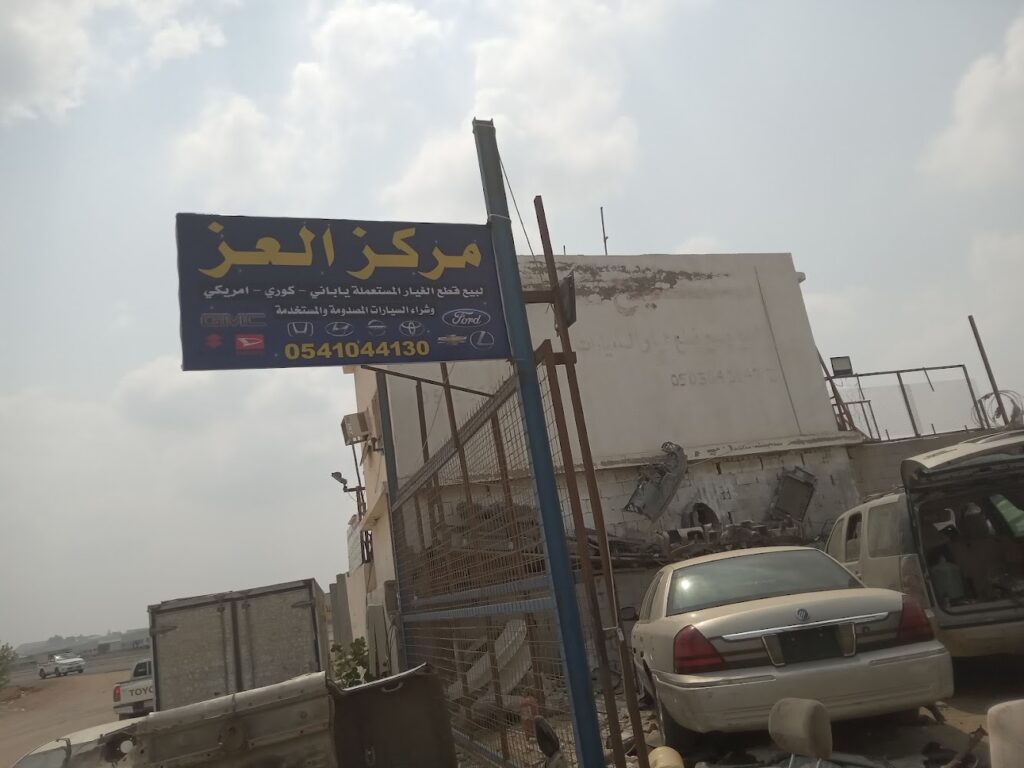 مركز العز
لبيع قطع الغيار المستعملة ياباني - كوري - امريكي
وشراء السيارات المصدومة والمستخدمة
GMC
Ford
0541044130
TOYO